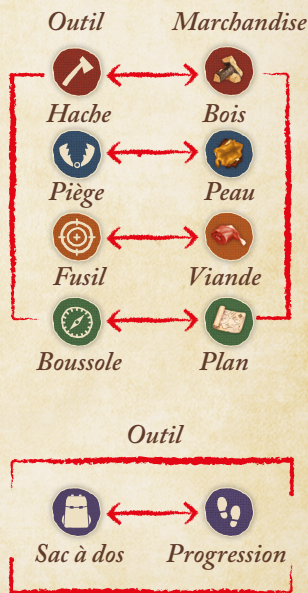 Outil Marchandise
Hache Bois
Piège Peau
Fusil Viande
Boussole Plan
Outil
Sac à dos Progression